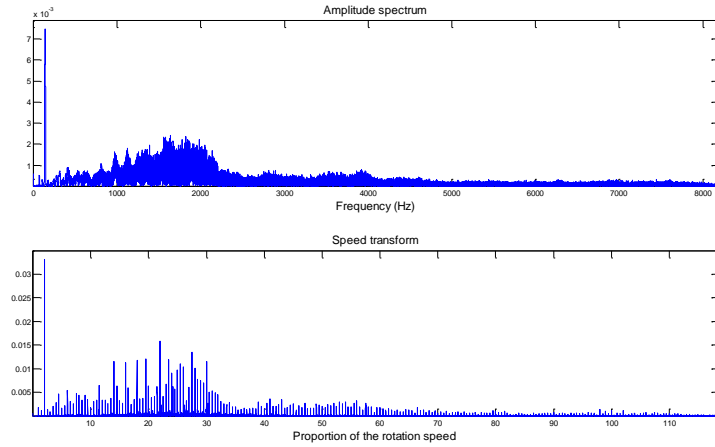 Amplitude spectrum
x 10^-3
7
6
5
4
3
2
1
0 1000 2000 3000 4000 5000 6000 7000 8000
Frequency (Hz)
Speed transform
0.03
0.025
0.02
0.015
0.01
0.005
10 20 30 40 50 60 70 80 90 100 110
Proportion of the rotation speed